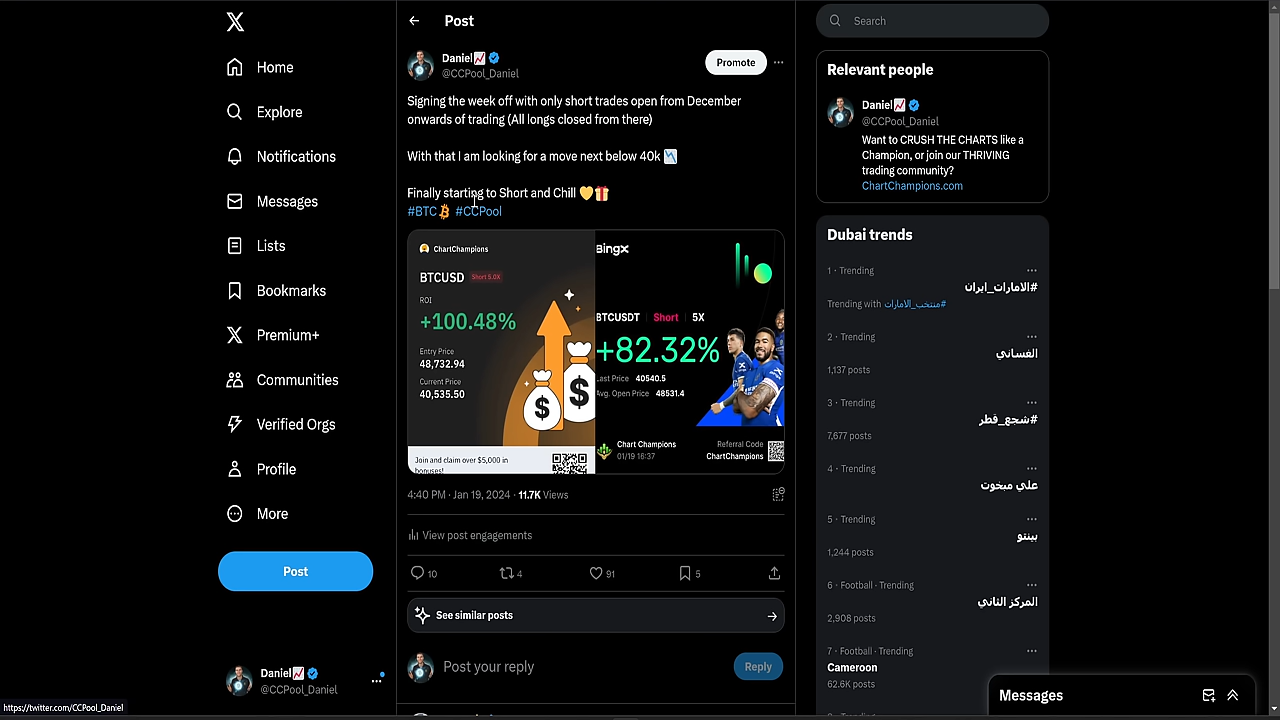 Home
Explore
Notifications
Messages
Lists
Bookmarks
Premium+
Communities
Verified Orgs
Profile
More
Post
Daniel📈
@CCPool_Daniel
https://twitter.com/CCPool_Daniel
Post
Daniel📈
@CCPool_Daniel
Promote
Signing the week off with only short trades open from December
onwards of trading (All longs closed from there)
With that I am looking for a move next below 40k 📉
Finally starting to Short and Chill 💛🎁
#BTC #CCPool
ChartChampions
BTCUSD Short 5.0X
ROI
+100.48%
Entry Price
48,732.94
Current Price
40,535.50
Join and claim over $5,000 in
bonuses!
BingX
BTCUSDT Short 5X
+82.32%
Last Price 40540.5
Avg. Open Price 48531.4
Chart Champions
01/19 16:37
Referral Code
ChartChampions
4:40 PM · Jan 19, 2024 · 11.7K Views
View post engagements
10
4
91
5
See similar posts
Post your reply
Reply
Search
Relevant people
Daniel📈
@CCPool_Daniel
Want to CRUSH THE CHARTS like a
Champion, or join our THRIVING
trading community?
ChartChampions.com
Dubai trends
1 · Trending
#الامارات_ايران
Trending with #منتخب_الامارات
2 · Trending
الغساني
1,137 posts
3 · Trending
#شجع_قطر
7,677 posts
4 · Trending
علي مبخوت
5 · Trending
بينتو
1,244 posts
6 · Football · Trending
المركز الثاني
2,908 posts
7 · Football · Trending
Cameroon
62.6K posts
Messages